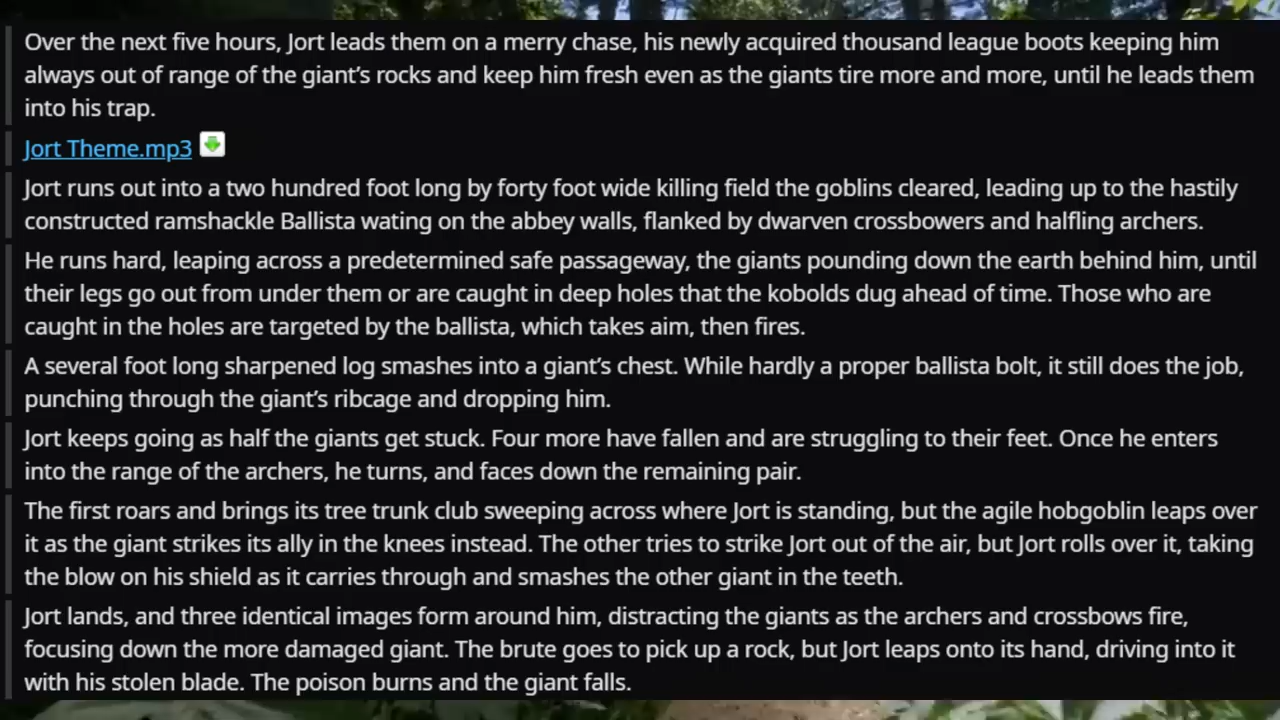 Over the next five hours, Jort leads them on a merry chase, his newly acquired thousand league boots keeping him
always out of range of the giant's rocks and keep him fresh even as the giants tire more and more, until he leads them
into his trap.
Jort Theme.mp3
Jort runs out into a two hundred foot long by forty foot wide killing field the goblins cleared, leading up to the hastily
constructed ramshackle Ballista wating on the abbey walls, flanked by dwarven crossbowers and halfling archers.
He runs hard, leaping across a predetermined safe passageway, the giants pounding down the earth behind him, until
their legs go out from under them or are caught in deep holes that the kobolds dug ahead of time. Those who are
caught in the holes are targeted by the ballista, which takes aim, then fires.
A several foot long sharpened log smashes into a giant's chest. While hardly a proper ballista bolt, it still does the job,
punching through the giant's ribcage and dropping him.
Jort keeps going as half the giants get stuck. Four more have fallen and are struggling to their feet. Once he enters
into the range of the archers, he turns, and faces down the remaining pair.
The first roars and brings its tree trunk club sweeping across where Jort is standing, but the agile hobgoblin leaps over
it as the giant strikes its ally in the knees instead. The other tries to strike Jort out of the air, but Jort rolls over it, taking
the blow on his shield as it carries through and smashes the other giant in the teeth.
Jort lands, and three identical images form around him, distracting the giants as the archers and crossbows fire,
focusing down the more damaged giant. The brute goes to pick up a rock, but Jort leaps onto its hand, driving into it
with his stolen blade. The poison burns and the giant falls.